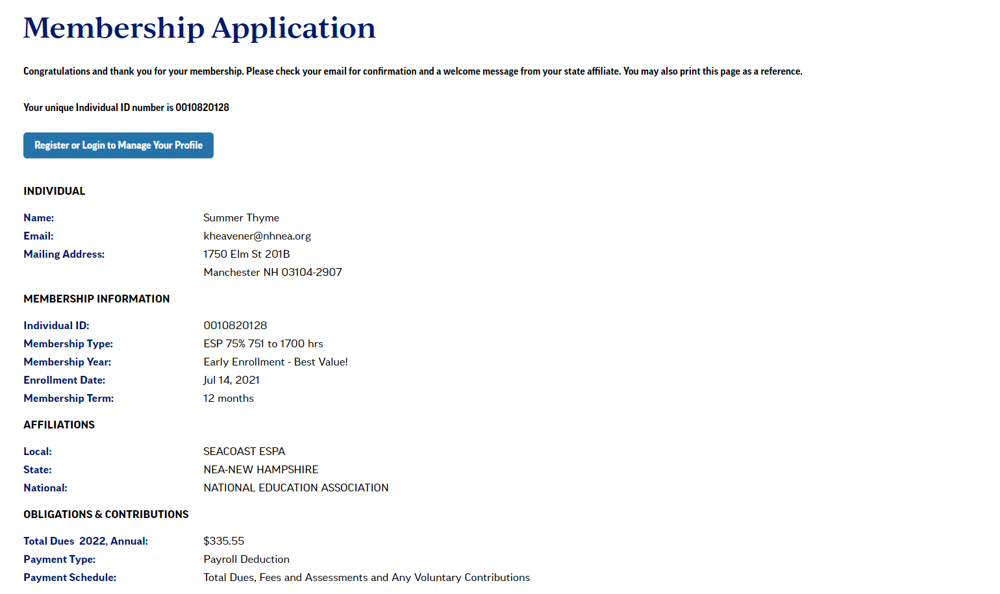 Membership Application
Congratulations and thank you for your membership. Please check your email for confirmation and a welcome message from your state affiliate. You may also print this page as a reference.
Your unique Individual ID number is 0010820128
Register or Login to Manage Your Profile
INDIVIDUAL
Name: Summer Thyme
Email: kheavener@nhnea.org
Mailing Address: 1750 Elm St 201B
Manchester NH 03104-2907
MEMBERSHIP INFORMATION
Individual ID: 0010820128
Membership Type: ESP 75% 751 to 1700 hrs
Membership Year: Early Enrollment - Best Value!
Enrollment Date: Jul 14, 2021
Membership Term: 12 months
AFFILIATIONS
Local: SEACOAST ESPA
State: NEA-NEW HAMPSHIRE
National: NATIONAL EDUCATION ASSOCIATION
OBLIGATIONS & CONTRIBUTIONS
Total Dues 2022, Annual: $335.55
Payment Type: Payroll Deduction
Payment Schedule: Total Dues, Fees and Assessments and Any Voluntary Contributions